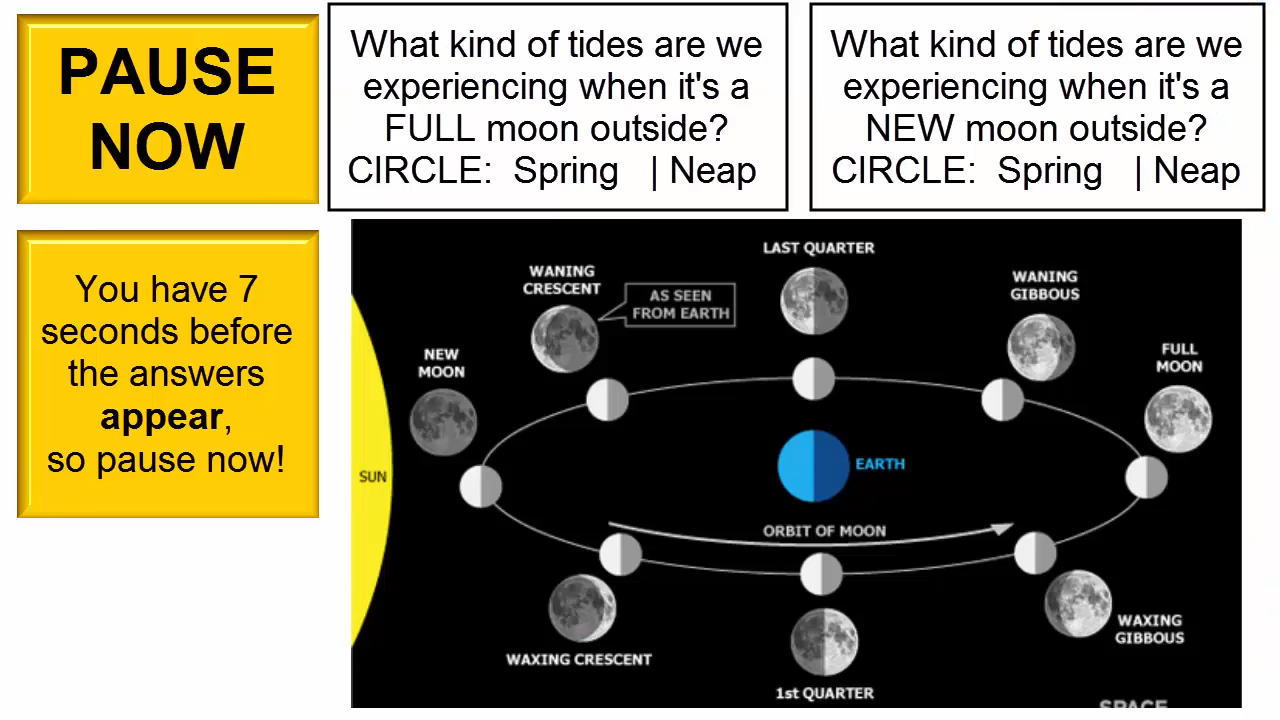 PAUSE
NOW
What kind of tides are we
experiencing when it's a
FULL moon outside?
CIRCLE:  Spring   | Neap
What kind of tides are we
experiencing when it's a
NEW moon outside?
CIRCLE:  Spring   | Neap
You have 7
seconds before
the answers
appear,
so pause now!
LAST QUARTER
WANING
CRESCENT
AS SEEN
FROM EARTH
WANING
GIBBOUS
NEW
MOON
FULL
MOON
SUN
EARTH
ORBIT OF MOON
WAXING CRESCENT
1st QUARTER
WAXING
GIBBOUS
SPACE